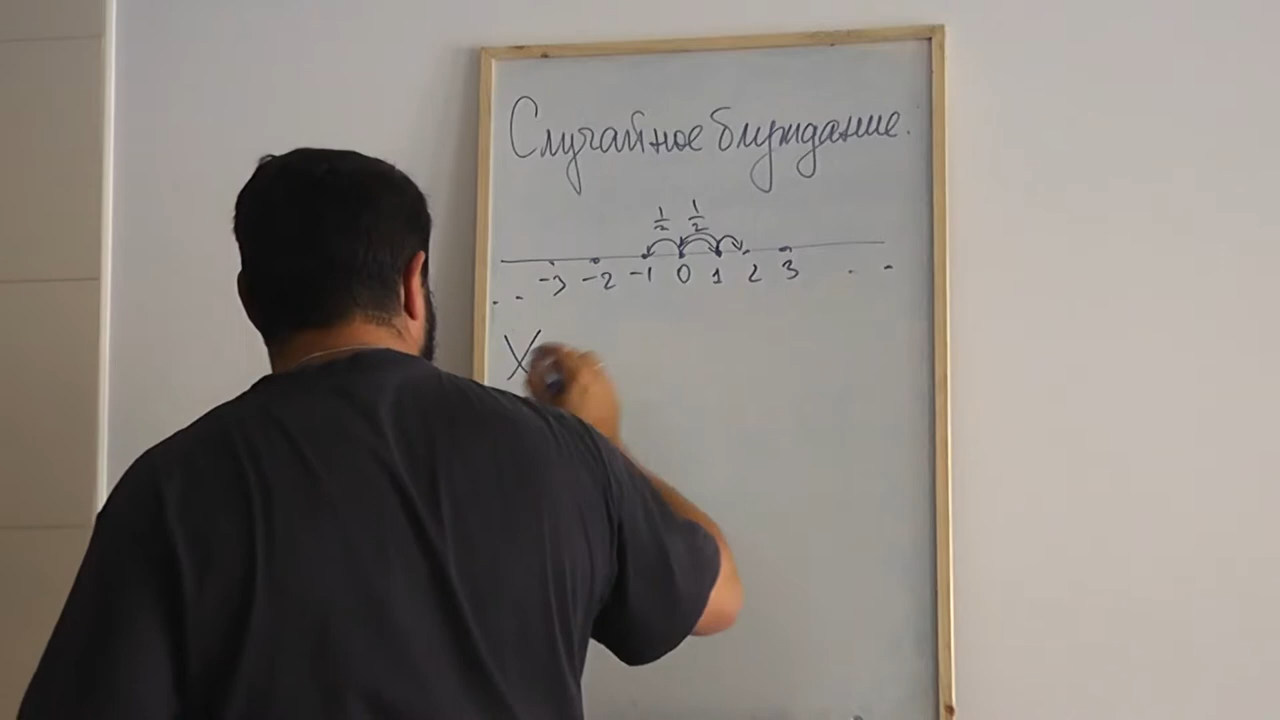 Случайное блуждание.
1/2 1/2
-3 -2 -1 0 1 2 3 . .
. .
X